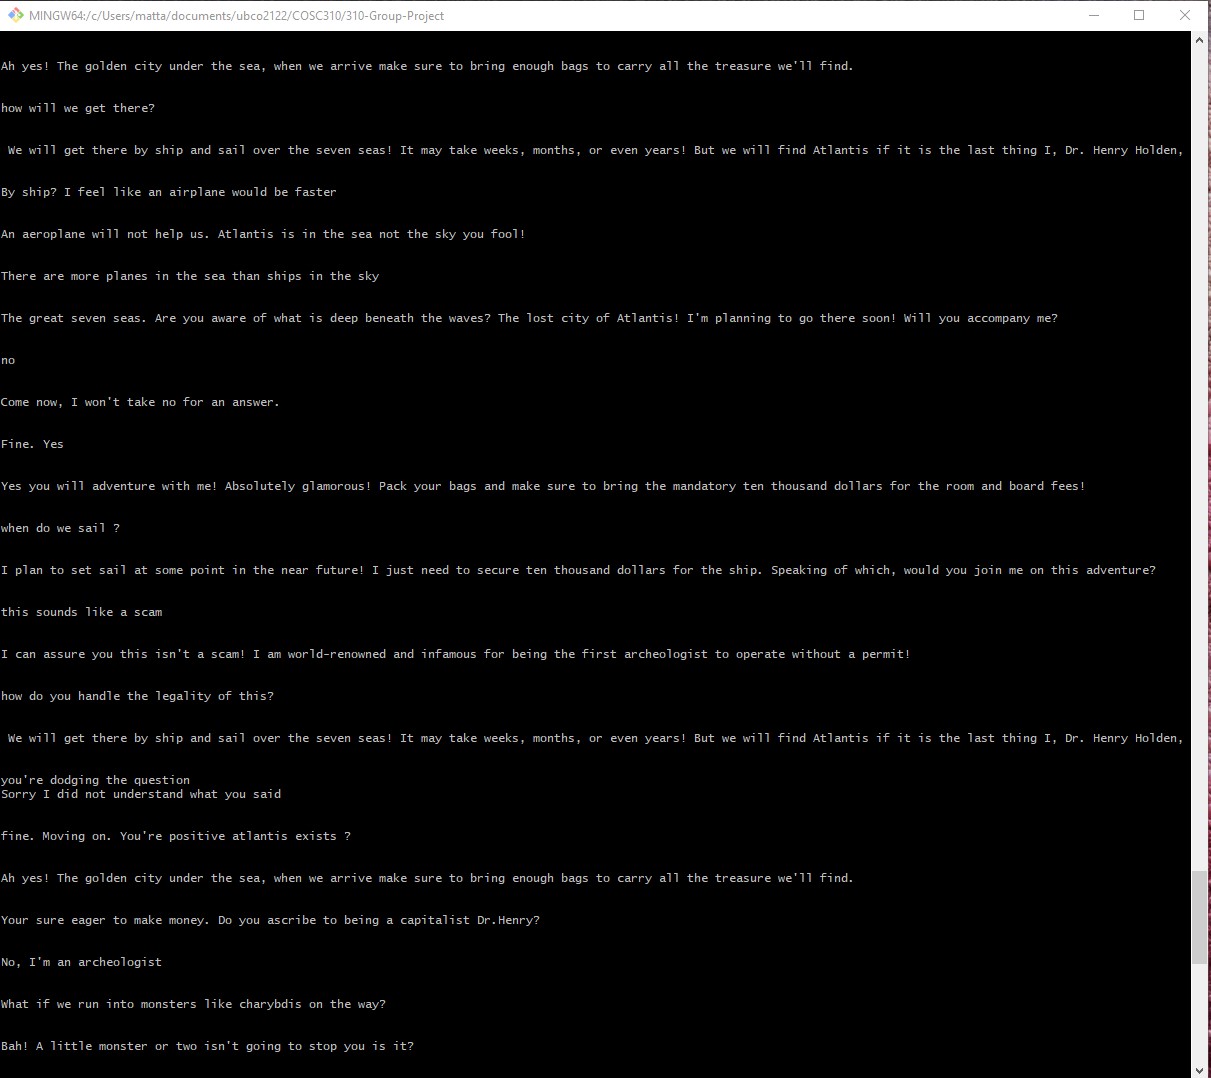 MINGW64:/c/Users/matta/documents/ubco2122/COSC310/310-Group-Project
Ah yes! The golden city under the sea, when we arrive make sure to bring enough bags to carry all the treasure we'll find.
how will we get there?
We will get there by ship and sail over the seven seas! It may take weeks, months, or even years! But we will find Atlantis if it is the last thing I, Dr. Henry Holden,
By ship? I feel like an airplane would be faster
An aeroplane will not help us. Atlantis is in the sea not the sky you fool!
There are more planes in the sea than ships in the sky
The great seven seas. Are you aware of what is deep beneath the waves? The lost city of Atlantis! I'm planning to go there soon! Will you accompany me?
no
Come now, I won't take no for an answer.
Fine. Yes
Yes you will adventure with me! Absolutely glamorous! Pack your bags and make sure to bring the mandatory ten thousand dollars for the room and board fees!
when do we sail ?
I plan to set sail at some point in the near future! I just need to secure ten thousand dollars for the ship. Speaking of which, would you join me on this adventure?
this sounds like a scam
I can assure you this isn't a scam! I am world-renowned and infamous for being the first archeologist to operate without a permit!
how do you handle the legality of this?
We will get there by ship and sail over the seven seas! It may take weeks, months, or even years! But we will find Atlantis if it is the last thing I, Dr. Henry Holden,
you're dodging the question
Sorry I did not understand what you said
fine. Moving on. You're positive atlantis exists ?
Ah yes! The golden city under the sea, when we arrive make sure to bring enough bags to carry all the treasure we'll find.
Your sure eager to make money. Do you ascribe to being a capitalist Dr.Henry?
No, I'm an archeologist
What if we run into monsters like charybdis on the way?
Bah! A little monster or two isn't going to stop you is it?